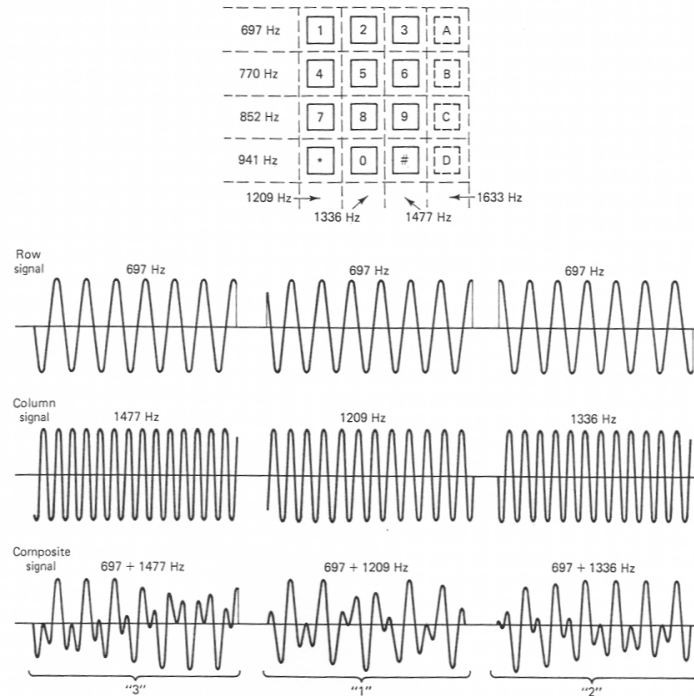 697 Hz 1 2 3 A
770 Hz 4 5 6 B
852 Hz 7 8 9 C
941 Hz * 0 # D
1209 Hz 1633 Hz
1336 Hz 1477 Hz
Row
signal
697 Hz 697 Hz 697 Hz
Column
signal
1477 Hz 1209 Hz 1336 Hz
Composite
signal
697 + 1477 Hz 697 + 1209 Hz 697 + 1336 Hz
"3" "1" "2"